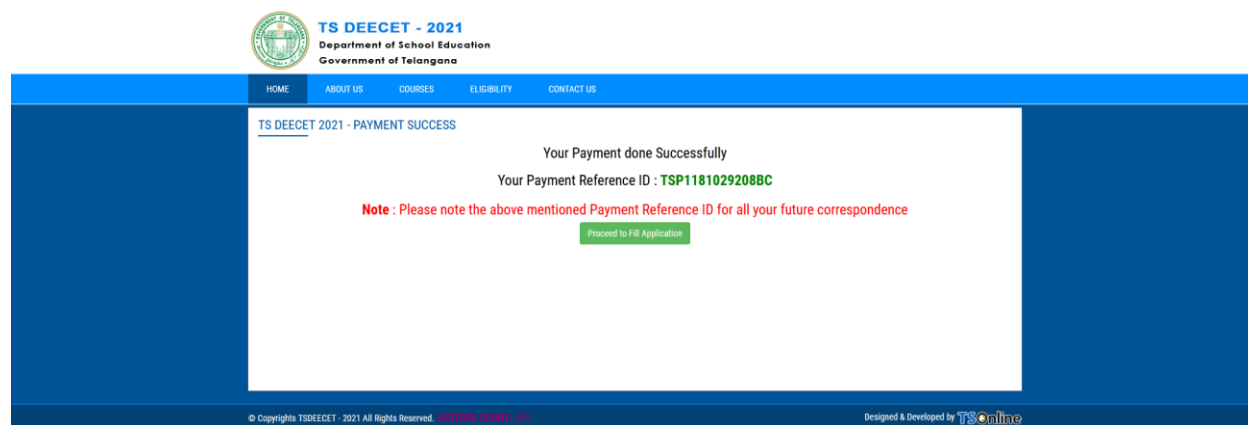 TS DEECET - 2021
Department of School Education
Government of Telangana
HOME ABOUT US COURSES ELIGIBILITY CONTACT US
TS DEECET 2021 - PAYMENT SUCCESS
Your Payment done Successfully
Your Payment Reference ID : TSP1181029208BC
Note : Please note the above mentioned Payment Reference ID for all your future correspondence
Proceed to Fill Application
© Copyrights TSDEECET - 2021 All Rights Reserved. VISITORS COUNT:
Designed & Developed by TSOnline